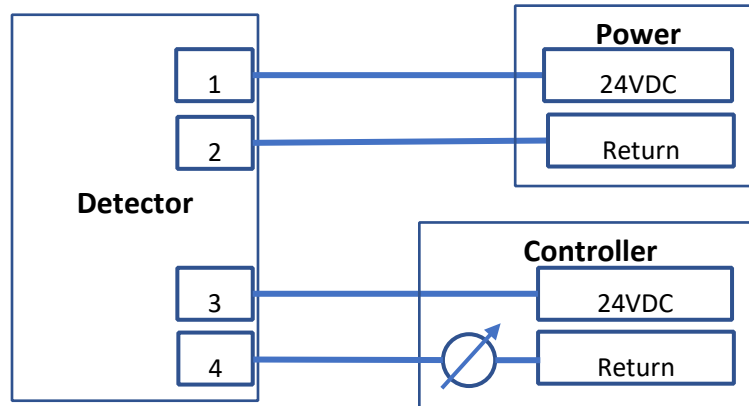 Power
1
24VDC
2
Return
Detector
Controller
3
24VDC
4
Return